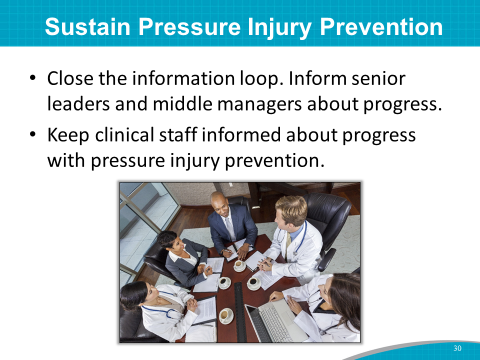 Sustain Pressure Injury Prevention
• Close the information loop. Inform senior
leaders and middle managers about progress.
• Keep clinical staff informed about progress
with pressure injury prevention.
30